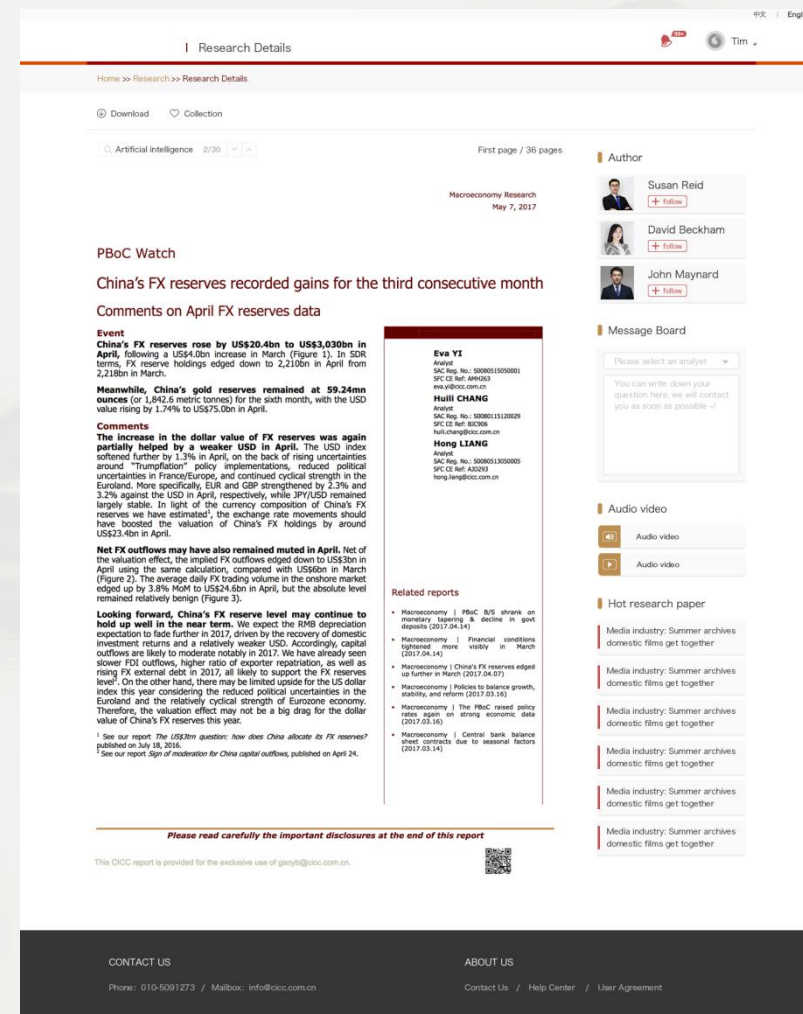 中文 | Engl
Research Details
99+
Tim
Home >> Research >> Research Details
Download Collection
Artificial intelligence 2/30
First page / 36 pages
Macroeconomy Research
May 7, 2017
PBoC Watch
China's FX reserves recorded gains for the third consecutive month
Comments on April FX reserves data
Event
China's FX reserves rose by US$20.4bn to US$3,030bn in
April, following a US$4.0bn increase in March (Figure 1). In SDR
terms, FX reserve holdings edged down to 2,210bn in April from
2,218bn in March.
Meanwhile, China's gold reserves remained at 59.24mn
ounces (or 1,842.6 metric tonnes) for the sixth month, with the USD
value rising by 1.74% to US$75.0bn in April.
Comments
The increase in the dollar value of FX reserves was again
partially helped by a weaker USD in April. The USD index
softened further by 1.3% in April, on the back of rising uncertainties
around "Trumpflation" policy implementations, reduced political
uncertainties in France/Europe, and continued cyclical strength in the
Euroland. More specifically, EUR and GBP strengthened by 2.3% and
3.2% against the USD in April, respectively, while JPY/USD remained
largely stable. In light of the currency composition of China's FX
reserves we have estimated¹, the exchange rate movements should
have boosted the valuation of China's FX holdings by around
US$23.4bn in April.
Net FX outflows may have also remained muted in April. Net of
the valuation effect, the implied FX outflows edged down to US$3bn in
April using the same calculation, compared with US$6bn in March
(Figure 2). The average daily FX trading volume in the onshore market
edged up by 3.8% MoM to US$24.6bn in April, but the absolute level
remained relatively benign (Figure 3).
Looking forward, China's FX reserve level may continue to
hold up well in the near term. We expect the RMB depreciation
expectation to fade further in 2017, driven by the recovery of domestic
investment returns and a relatively weaker USD. Accordingly, capital
outflows are likely to moderate notably in 2017. We have already seen
slower FDI outflows, higher ratio of exporter repatriation, as well as
rising FX external debt in 2017, all likely to support the FX reserves
level². On the other hand, there may be limited upside for the US dollar
index this year considering the reduced political uncertainties in the
Euroland and the relatively cyclical strength of Eurozone economy.
Therefore, the valuation effect may not be a big drag for the dollar
value of China's FX reserves this year.
¹ See our report The US$3trn question: how does China allocate its FX reserves?
published on July 18, 2016.
² See our report Sign of moderation for China capital outflows, published on April 24.
Eva YI
Analyst
SAC Reg. No.: S0080515050001
SFC CE Ref: AMH263
eva.yi@cicc.com.cn
Huili CHANG
Analyst
SAC Reg. No.: S0080115120029
SFC CE Ref: BJC906
huili.chang@cicc.com.cn
Hong LIANG
Analyst
SAC Reg. No.: S0080513050005
SFC CE Ref: AJD293
hong.liang@cicc.com.cn
Related reports
• Macroeconomy | PBoC B/S shrank on
monetary tapering & decline in govt
deposits (2017.04.14)
• Macroeconomy | Financial conditions
tightened more visibly in March
(2017.04.14)
• Macroeconomy | China's FX reserves edged
up further in March (2017.04.07)
• Macroeconomy | Policies to balance growth,
stability, and reform (2017.03.16)
• Macroeconomy | The PBoC raised policy
rates again on strong economic data
(2017.03.16)
• Macroeconomy | Central bank balance
sheet contracts due to seasonal factors
(2017.03.14)
Please read carefully the important disclosures at the end of this report
This CICC report is provided for the exclusive use of gaoyb@cicc.com.cn.
Author
Susan Reid
+ follow
David Beckham
+ follow
John Maynard
+ follow
Message Board
Please select an analyst
You can write down your
question here, we will contact
you as soon as possible ~!
Audio video
Audio video
Audio video
Hot research paper
Media industry: Summer archives
domestic films get together
Media industry: Summer archives
domestic films get together
Media industry: Summer archives
domestic films get together
Media industry: Summer archives
domestic films get together
Media industry: Summer archives
domestic films get together
Media industry: Summer archives
domestic films get together
CONTACT US
Phone: 010-5091273 / Mailbox: info@cicc.com.cn
ABOUT US
Contact Us / Help Center / User Agreement